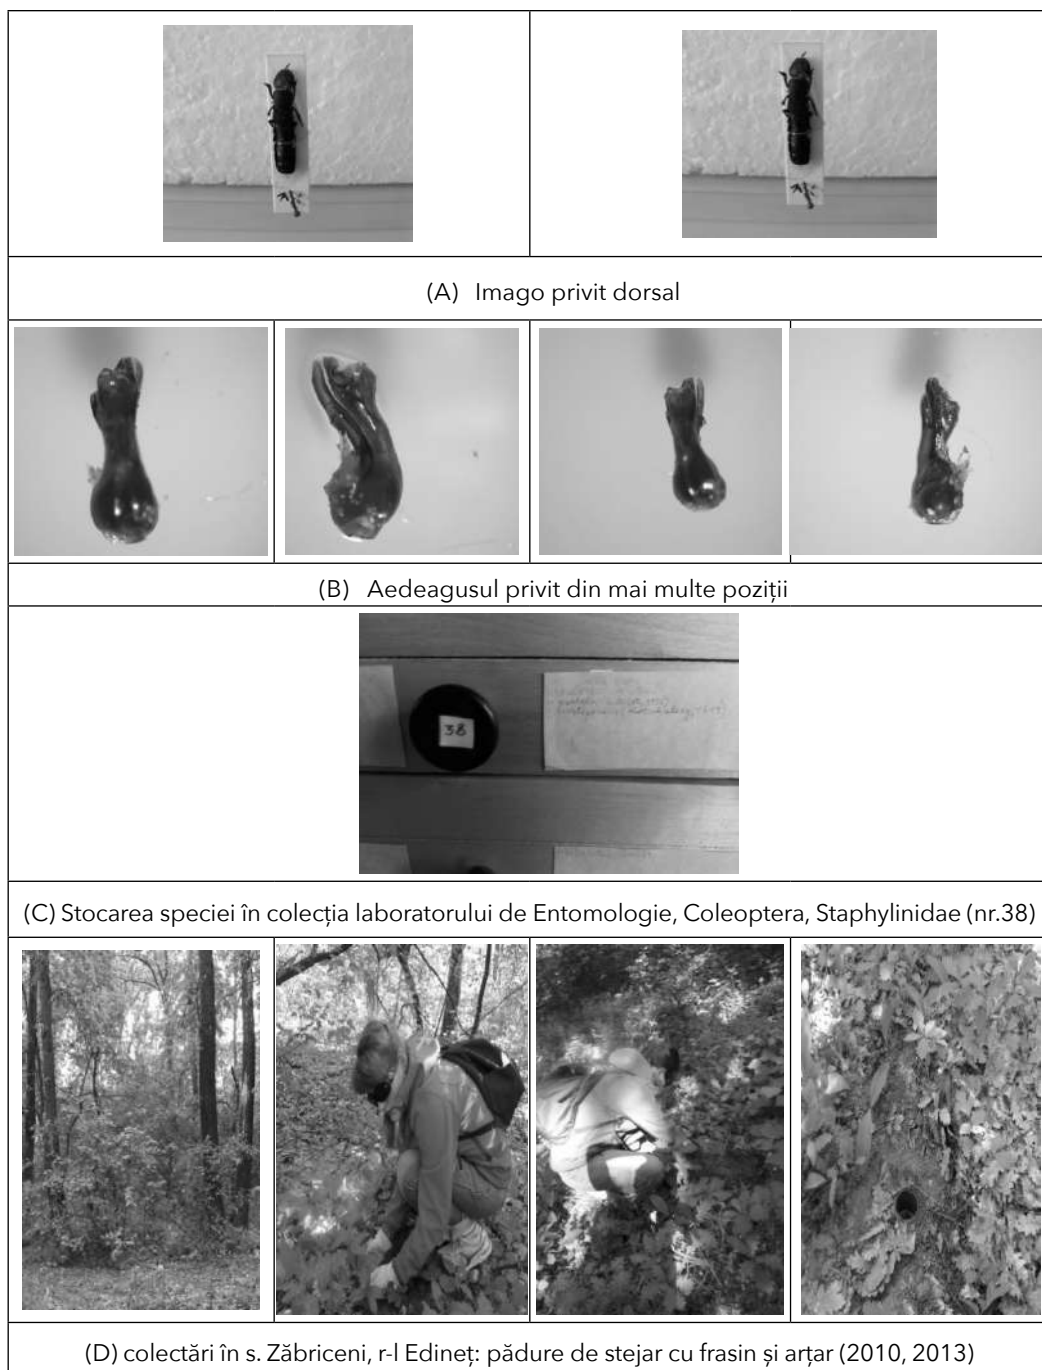 (A) Imago privit dorsal
(B) Aedeagusul privit din mai multe poziții
38
(C) Stocarea speciei în colecția laboratorului de Entomologie, Coleoptera, Staphylinidae (nr.38)
(D) colectări în s. Zăbriceni, r-l Edineț: pădure de stejar cu frasin și arțar (2010, 2013)